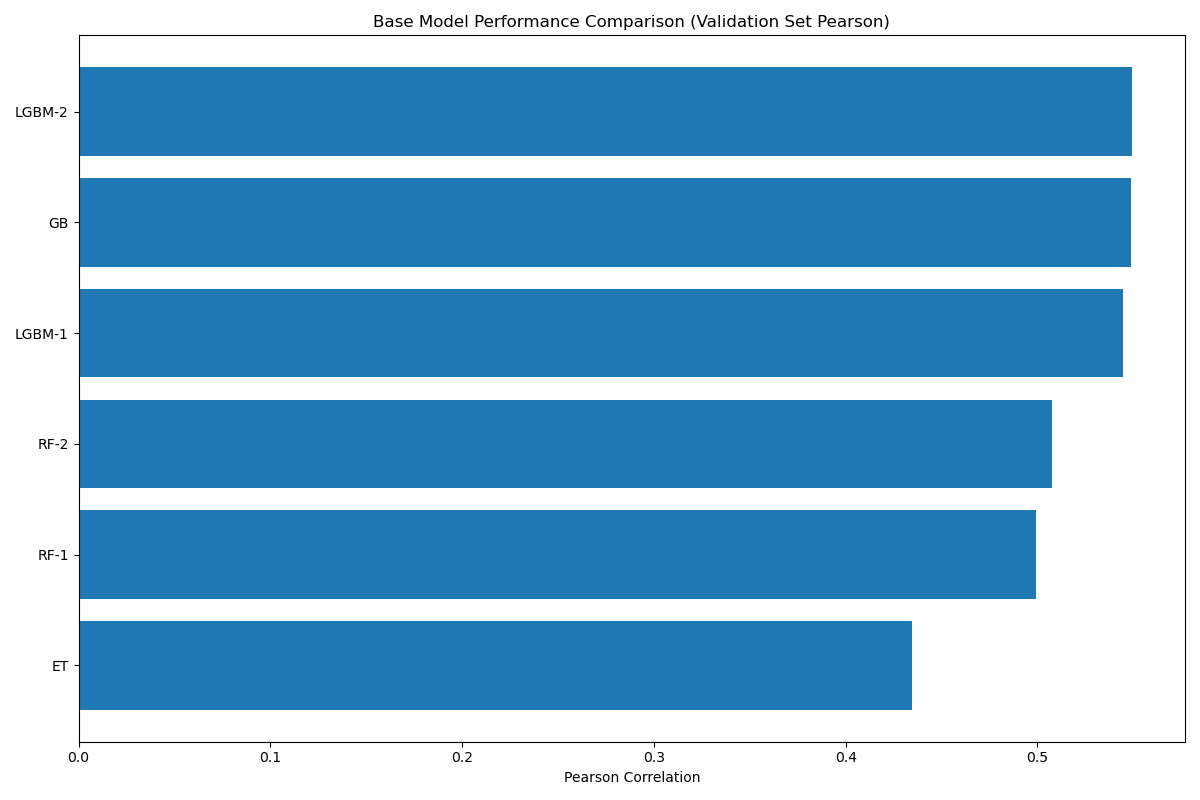 Base Model Performance Comparison (Validation Set Pearson)
LGBM-2
GB
LGBM-1
RF-2
RF-1
ET
0.0 0.1 0.2 0.3 0.4 0.5
Pearson Correlation